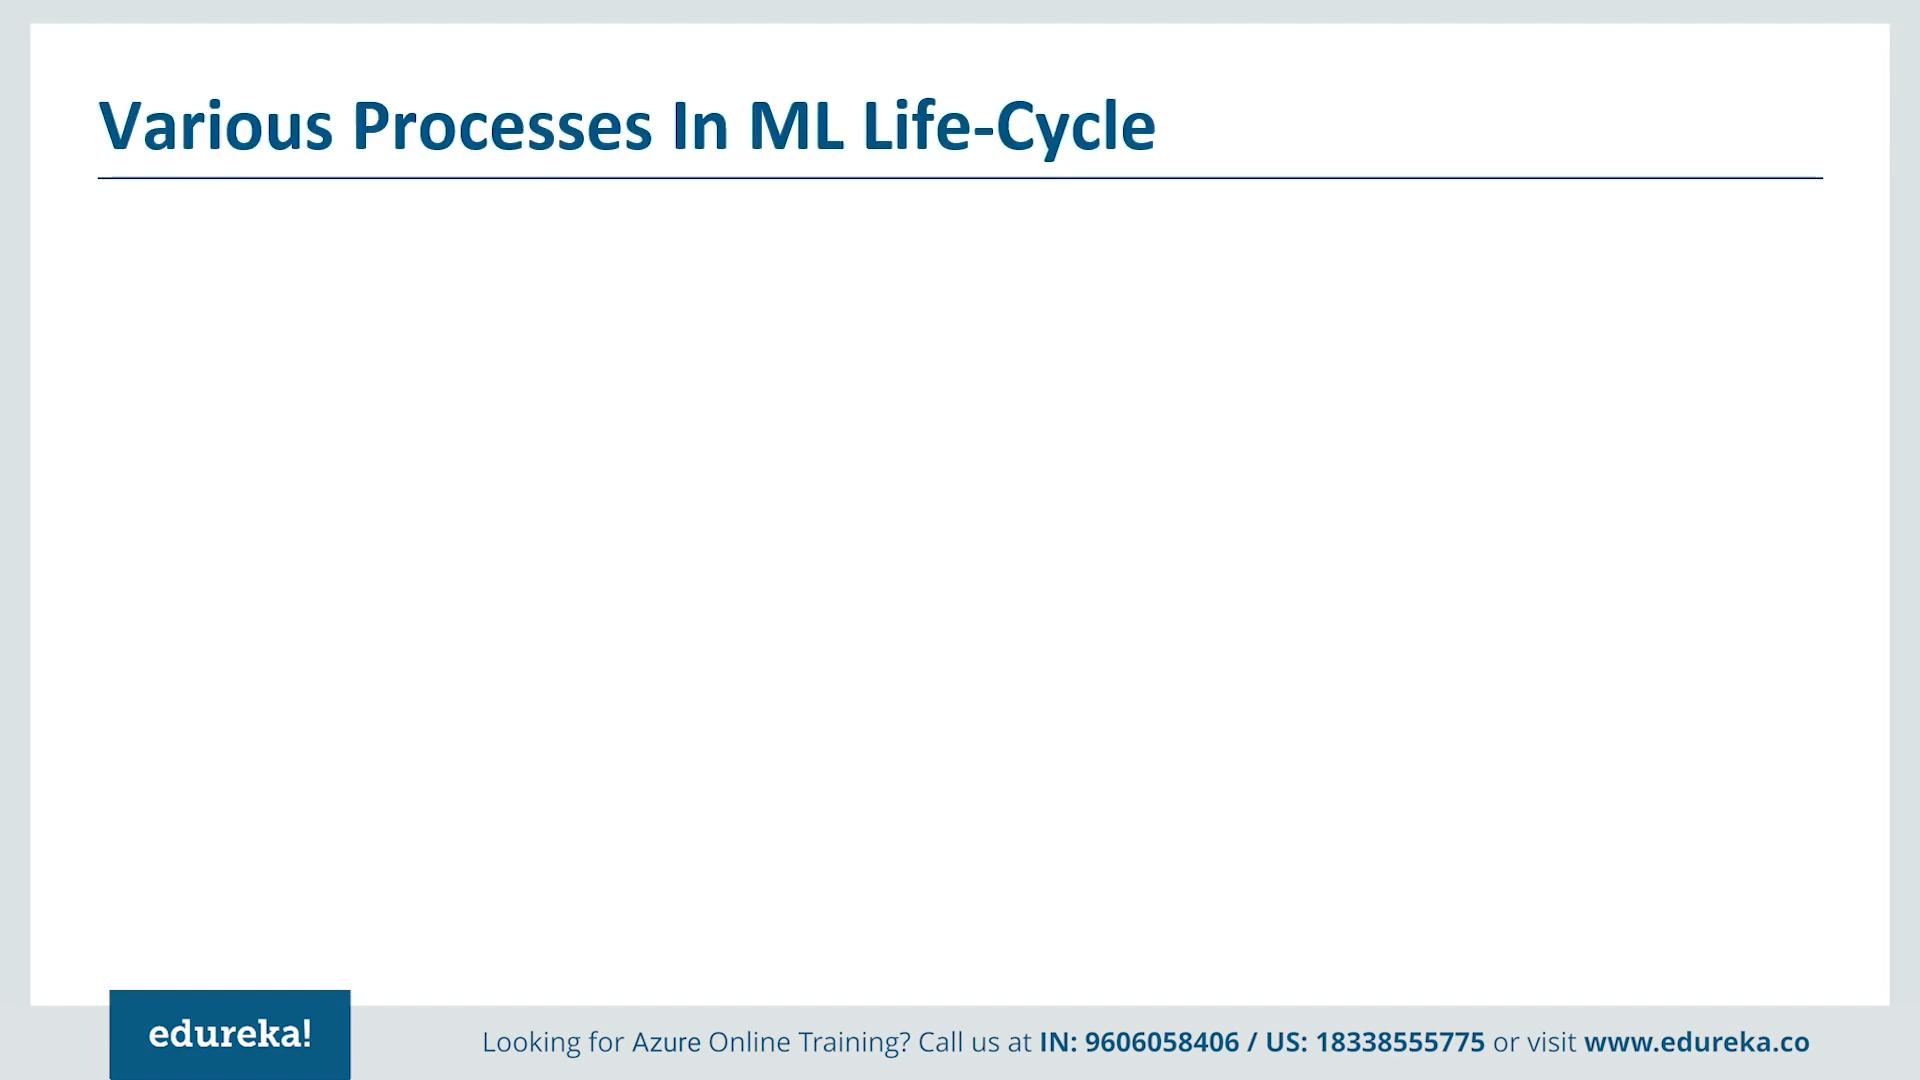 Various Processes In ML Life-Cycle
edureka!
Looking for Azure Online Training? Call us at IN: 9606058406 / US: 18338555775 or visit www.edureka.co